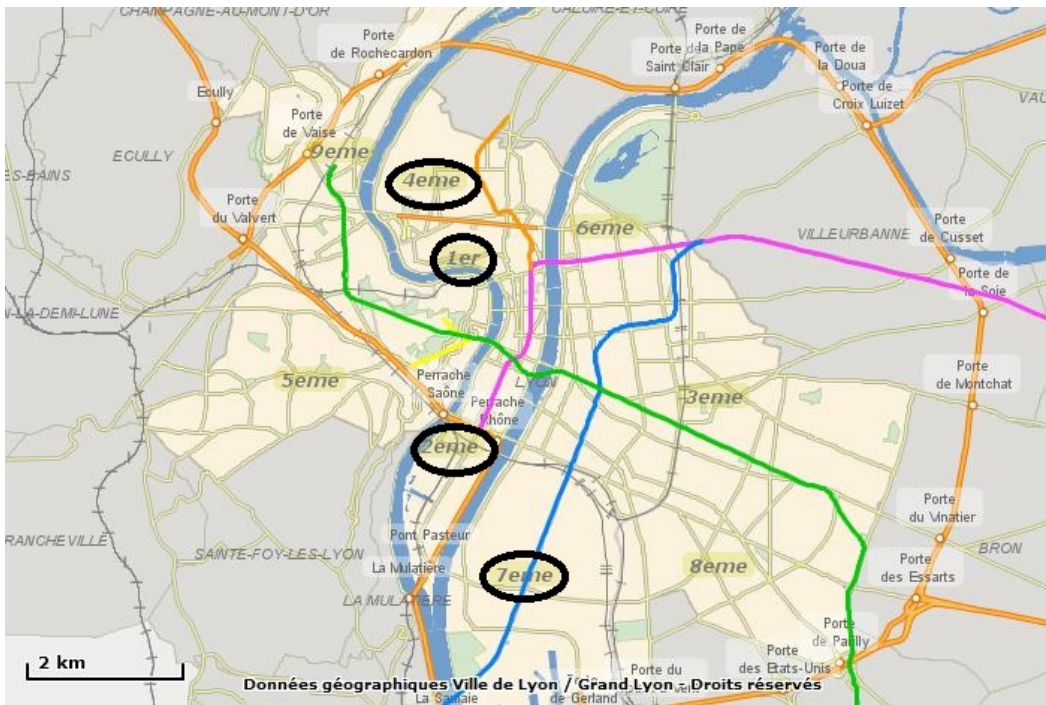 CHAMPAGNE-AU-MONT-D'OR
CALUIRE-ET-CUIRE
Porte
de Rochecardon
Porte de
la Pape
Porte de
Saint Clair
Porte de
la Doua
Ecully
Porte de
Croix Luizet
VAU
Porte
de Vaise
9eme
ECULLY
4eme
ES-BAINS
Porte
du Valvert
6eme
VILLEURBANNE
Porte
de Cusset
1er
Porte de
la Soie
N-LA-DEMI-LUNE
5eme
Perrache
Saône
LYON
Porte
de Montchat
3eme
Perrache
Rhône
2eme
Porte
du Vinatier
RANCHEVILLE
SAINTE-FOY-LES-LYON
Pont Pasteur
BRON
La Mulatière
7eme
8eme
Porte
des Essarts
LA MULATIERE
Porte
de Parilly
2 km
Porte
des Etats-Unis
Porte du
de Gerland
Données géographiques Ville de Lyon / Grand Lyon - Droits réservés
La Saulaie